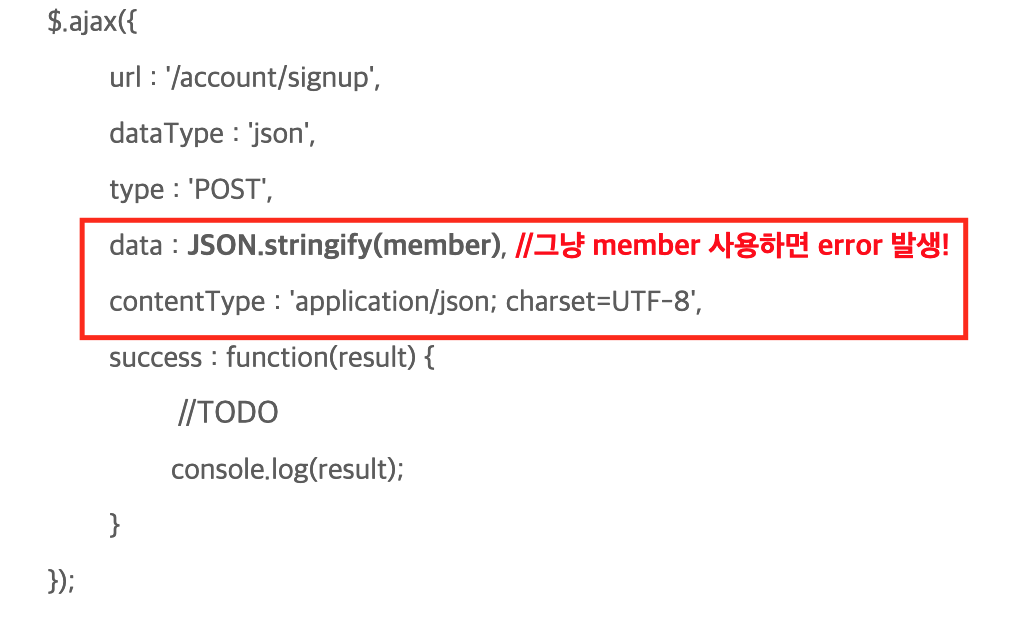 $.ajax({
url : '/account/signup',
dataType : 'json',
type : 'POST',
data : JSON.stringify(member), //그냥 member 사용하면 error 발생!
contentType : 'application/json; charset=UTF-8',
success : function(result) {
//TODO
console.log(result);
}
});